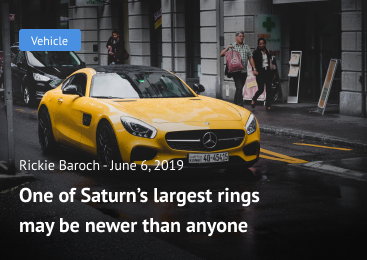 Vehicle
Rickie Baroch - June 6, 2019
One of Saturn's largest rings
may be newer than anyone